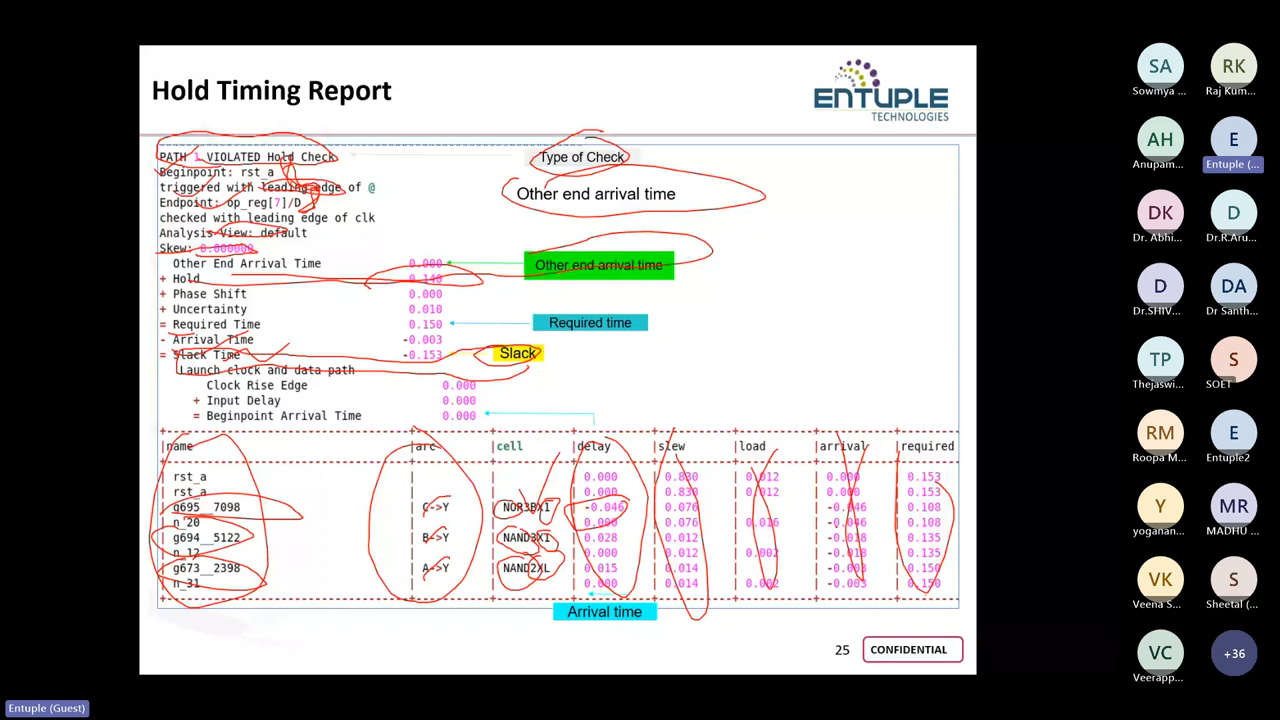 Hold Timing Report
ENTUPLE
TECHNOLOGIES
PATH 1 VIOLATED Hold Check
Type of Check
Beginpoint: rst_a
triggered with leading edge of @
Other end arrival time
Endpoint: op_reg[7]/D
checked with leading edge of clk
Analysis View: default
Skew: 0.000000
Other End Arrival Time 0.000
Other end arrival time
+ Hold 0.140
+ Phase Shift 0.000
+ Uncertainty 0.010
= Required Time 0.150
Required time
- Arrival Time -0.003
= Slack Time -0.153
Slack
Launch clock and data path
Clock Rise Edge 0.000
+ Input Delay 0.000
= Beginpoint Arrival Time 0.000
name arc cell delay slew load arrival required
rst_a 0.000 0.830 0.012 0.000 0.153
rst_a 0.000 0.830 0.012 0.000 0.153
g695__7098 C->Y NOR3BX1 -0.046 0.076 -0.046 0.108
n_20 0.000 0.076 0.016 -0.046 0.108
g694__5122 B->Y NAND3X1 0.028 0.012 -0.018 0.135
n_12 0.000 0.012 0.002 -0.018 0.135
g673__2398 A->Y NAND2XL 0.015 0.014 -0.003 0.150
n_31 0.000 0.014 0.002 -0.003 0.150
Arrival time
25
CONFIDENTIAL
SA
Sowmya ...
RK
Raj Kum...
AH
Anupam...
E
Entuple (...
DK
Dr. Abhi...
D
Dr.R.Aru...
D
Dr.SHIV...
DA
Dr Santh...
TP
Thejaswi...
S
SOET
RM
Roopa M...
E
Entuple2
Y
yoganan...
MR
MADHU ...
VK
Veena S...
S
Sheetal (...
VC
Veerapp...
+36
Entuple (Guest)